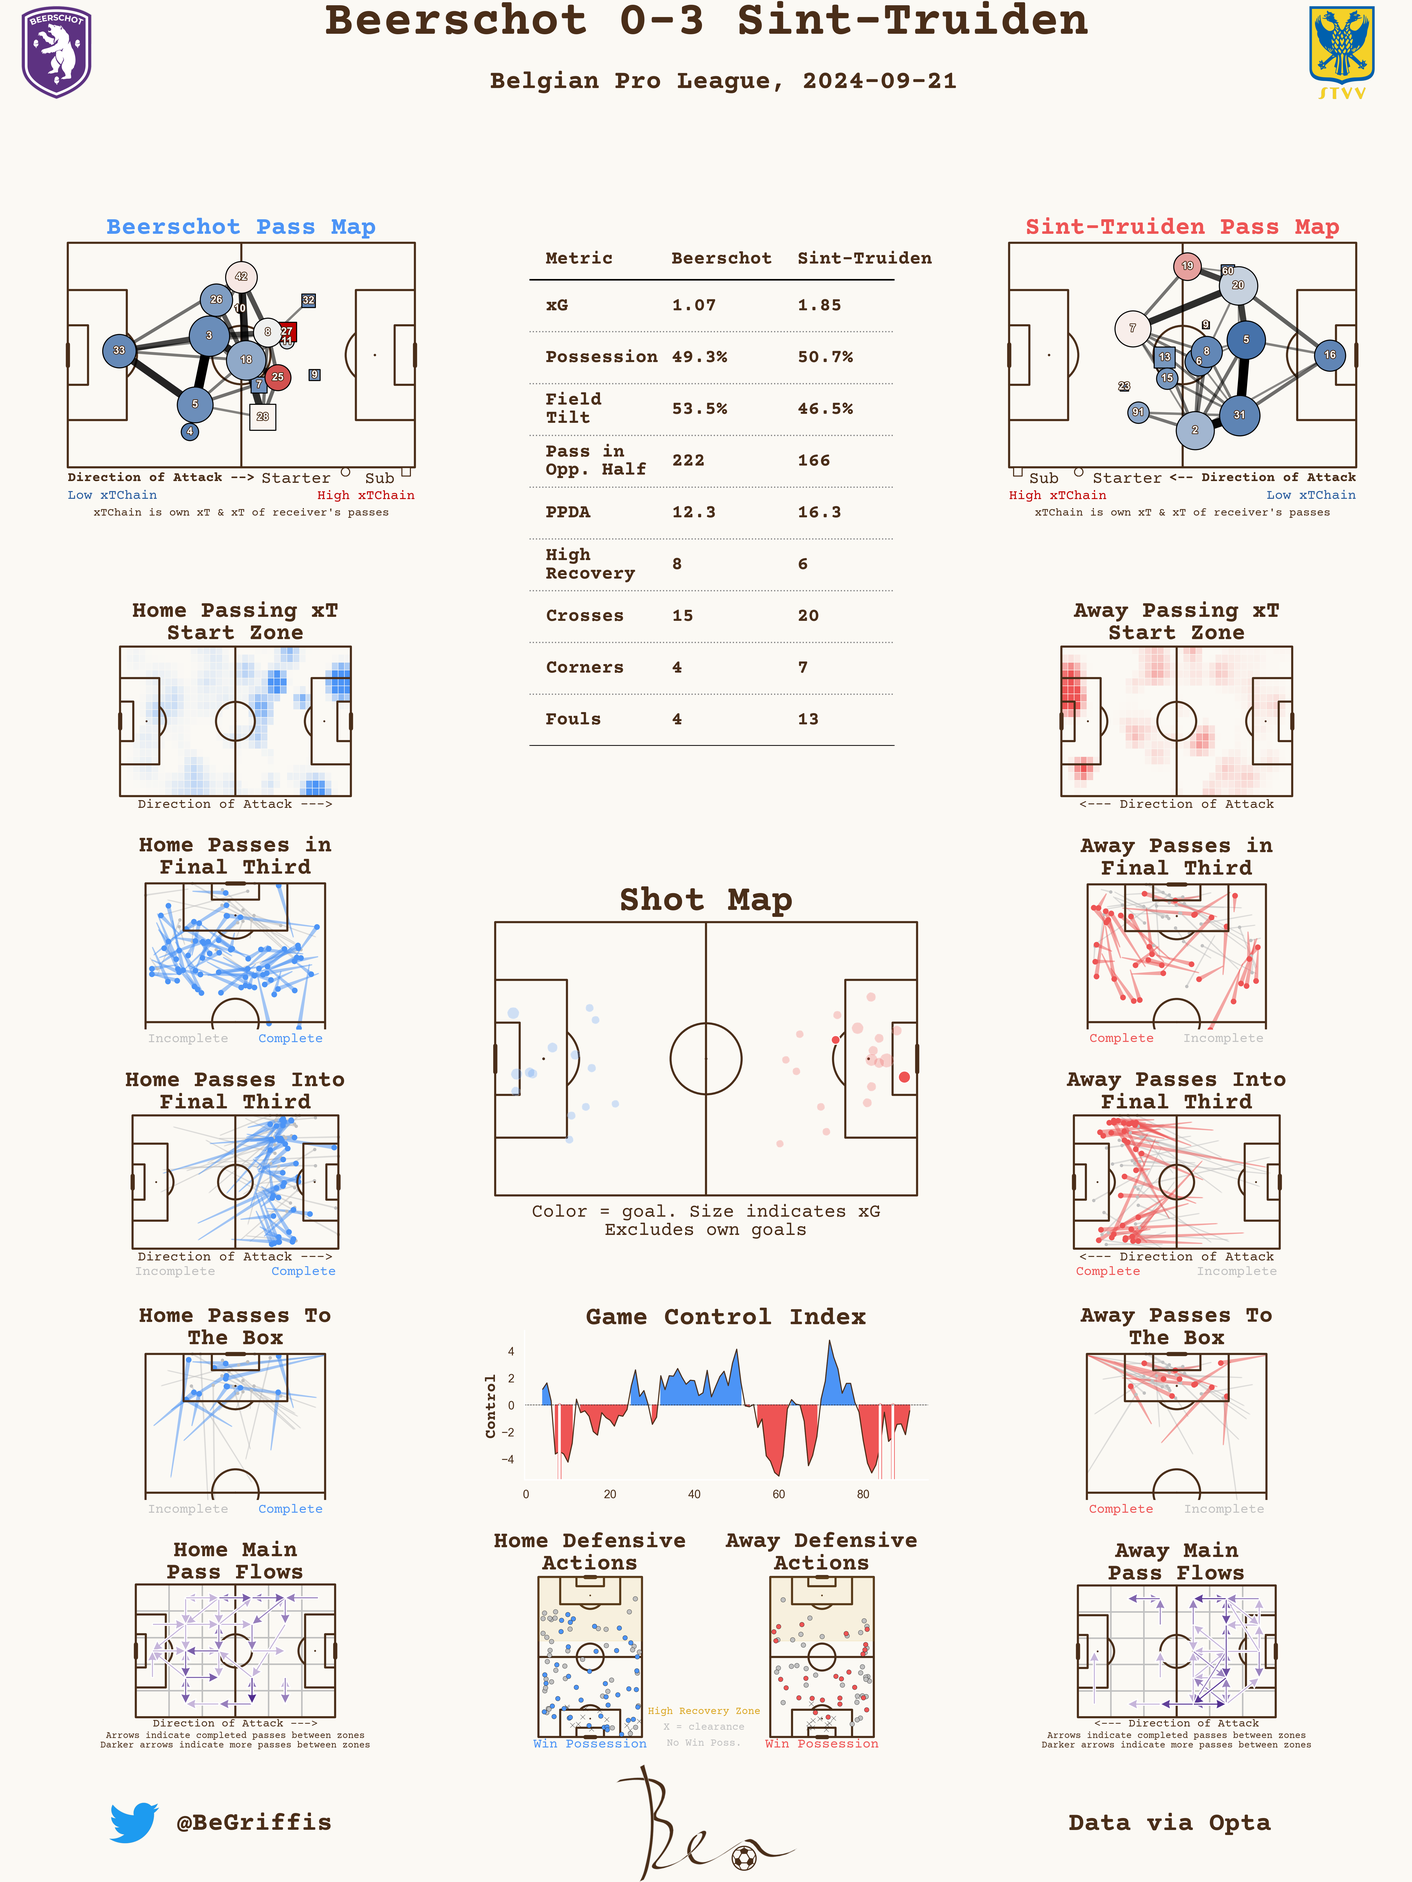 Beerschot 0-3 Sint-Truiden
Belgian Pro League, 2024-09-21
BEERSCHOT
STVV
Beerschot Pass Map
42
26
10
32
3
8
27
11
33
18
25
7
9
5
28
4
Direction of Attack --> Starter Sub
Low xTChain High xTChain
xTChain is own xT & xT of receiver's passes
Metric Beerschot Sint-Truiden
xG 1.07 1.85
Possession 49.3% 50.7%
Field
Tilt 53.5% 46.5%
Pass in
Opp. Half 222 166
PPDA 12.3 16.3
High
Recovery 8 6
Crosses 15 20
Corners 4 7
Fouls 4 13
Sint-Truiden Pass Map
19
60
20
7
9
5
13
8
6
16
15
23
91
31
2
Sub Starter <-- Direction of Attack
High xTChain Low xTChain
xTChain is own xT & xT of receiver's passes
Home Passing xT
Start Zone
Direction of Attack --->
Away Passing xT
Start Zone
<--- Direction of Attack
Home Passes in
Final Third
Incomplete Complete
Away Passes in
Final Third
Complete Incomplete
Shot Map
Color = goal. Size indicates xG
Excludes own goals
Home Passes Into
Final Third
Direction of Attack --->
Incomplete Complete
Away Passes Into
Final Third
<--- Direction of Attack
Complete Incomplete
Home Passes To
The Box
Incomplete Complete
Game Control Index
Control
4
2
0
−2
−4
0 20 40 60 80
Away Passes To
The Box
Complete Incomplete
Home Main
Pass Flows
Direction of Attack --->
Arrows indicate completed passes between zones
Darker arrows indicate more passes between zones
Home Defensive
Actions
Win Possession
Away Defensive
Actions
Win Possession
High Recovery Zone
X = clearance
No Win Poss.
Away Main
Pass Flows
<--- Direction of Attack
Arrows indicate completed passes between zones
Darker arrows indicate more passes between zones
@BeGriffis
Ben
Data via Opta